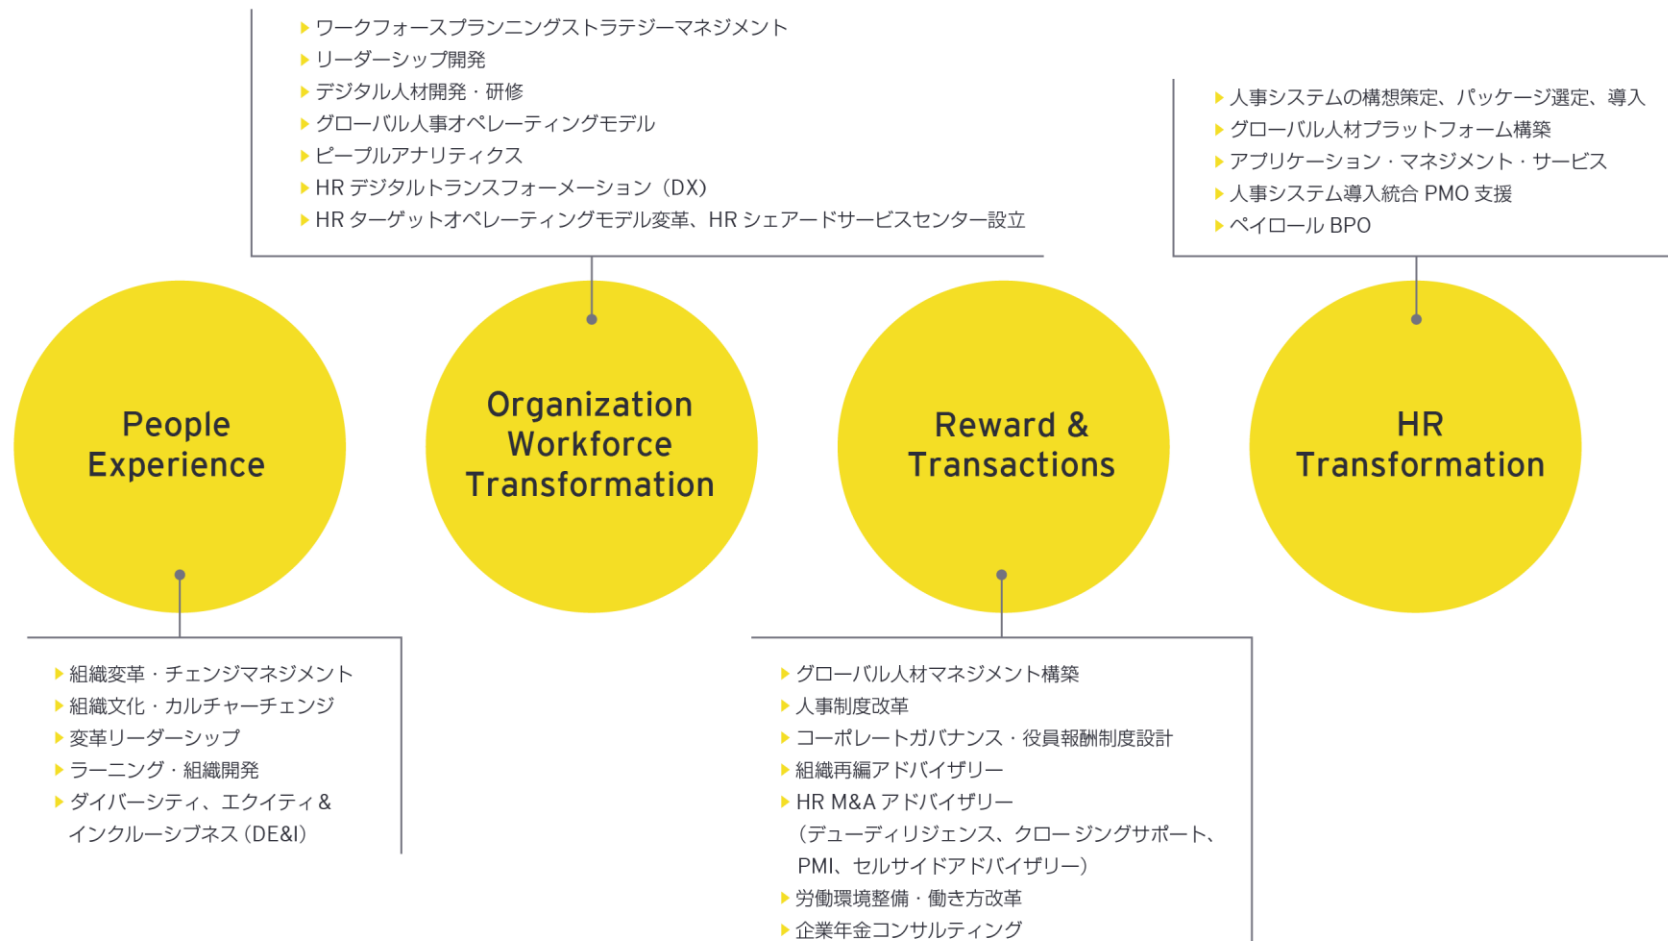 ワークフォースプランニングストラテジーマネジメント
リーダーシップ開発
デジタル人材開発・研修
グローバル人事オペレーティングモデル
ピープルアナリティクス
HR デジタルトランスフォーメーション（DX）
HR ターゲットオペレーティングモデル変革、HR シェアードサービスセンター設立
人事システムの構想策定、パッケージ選定、導入
グローバル人材プラットフォーム構築
アプリケーション・マネジメント・サービス
人事システム導入統合 PMO 支援
ペイロール BPO
People
Experience
Organization
Workforce
Transformation
Reward &
Transactions
HR
Transformation
組織変革・チェンジマネジメント
組織文化・カルチャーチェンジ
変革リーダーシップ
ラーニング・組織開発
ダイバーシティ、エクイティ＆
インクルーシブネス（DE&I）
グローバル人材マネジメント構築
人事制度改革
コーポレートガバナンス・役員報酬制度設計
組織再編アドバイザリー
HR M&A アドバイザリー
（デューディリジェンス、クロージングサポート、
PMI、セルサイドアドバイザリー）
労働環境整備・働き方改革
企業年金コンサルティング